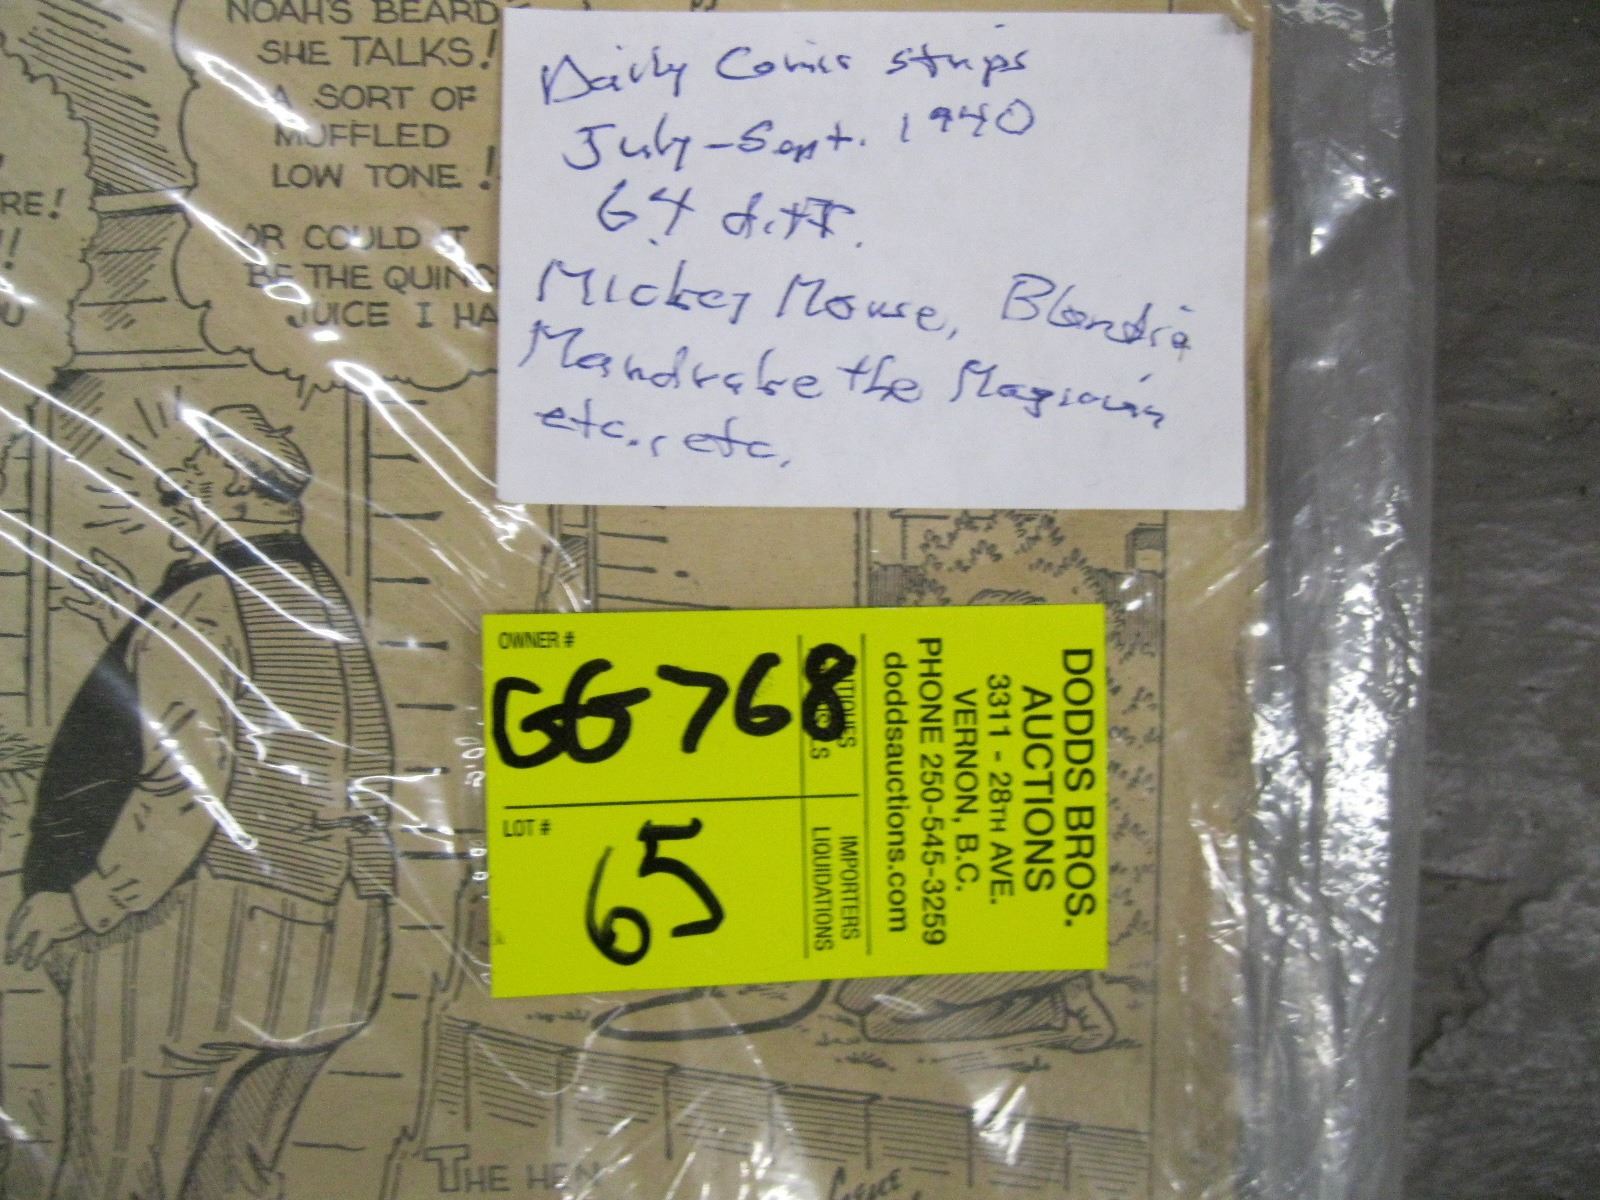 NOAH'S BEARD-
SHE TALKS!
A SORT OF
MUFFLED
LOW TONE!
OR COULD IT
BE THE QUINC
JUICE I HA
RE!
!
U
Daily Comic strips
July-Sept. 1940
64 diff.
Mickey Mouse, Blondie
Mandrake the Magician
etc., etc.
OWNER #
GG768
LOT #
65
DODDS BROS.
AUCTIONS
3311 - 28TH AVE.
VERNON, B.C.
PHONE 250-545-3259
doddsauctions.com
IMPORTERS
LIQUIDATIONS
THE HEN